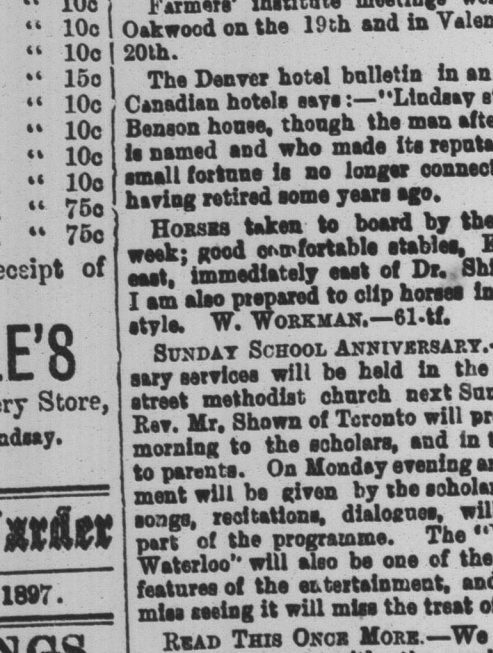 “ 10c
“ 10c
“ 10c
“ 15c
“ 10c
“ 10c
“ 10c
“ 10c
“ 75c
“ 75c
eceipt of
E'S
ery Store,
ndsay.
arder
1897.
NGS
Farmers' Institute meetings
Oakwood on the 19th and in Valen
20th.
The Denver hotel bulletin in an
Canadian hotels says:—"Lindsay s
Benson house, though the man afte
is named and who made its reputa
small fortune is no longer connect
having retired some years ago.
HORSES taken to board by the
week; good comfortable stables,
east, immediately east of Dr. Shi
I am also prepared to clip horses in
style. W. WORKMAN.—61-tf.
SUNDAY SCHOOL ANNIVERSARY.
sary services will be held in the
street methodist church next Sun
Rev. Mr, Shown of Toronto will pr
morning to the scholars, and in t
to parents. On Monday evening an
ment will be given by the scholar
songs, recitations, dialogues, wil
part of the programme. The "
Waterloo" will also be one of the
features of the entertainment, and
miss seeing it will miss the treat of
READ THIS ONCE MORE.—We